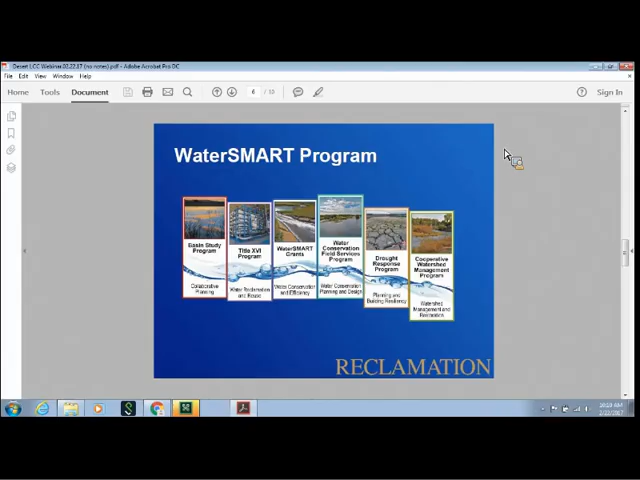 Desert LCC Webinar.02.22.17 (no notes).pdf - Adobe Acrobat Pro DC
File Edit View Window Help
Home Tools Document
6 / 13
Sign In
WaterSMART Program
Basin Study
Program
Collaborative
Planning
Title XVI
Program
Water Reclamation
and Reuse
WaterSMART
Grants
Water Conservation
and Efficiency
Water
Conservation
Field Services
Program
Water Conservation
Planning and Design
Drought
Response
Program
Planning and
Building Resiliency
Cooperative
Watershed
Management
Program
Watershed
Management and
Restoration
RECLAMATION
2/22/2017